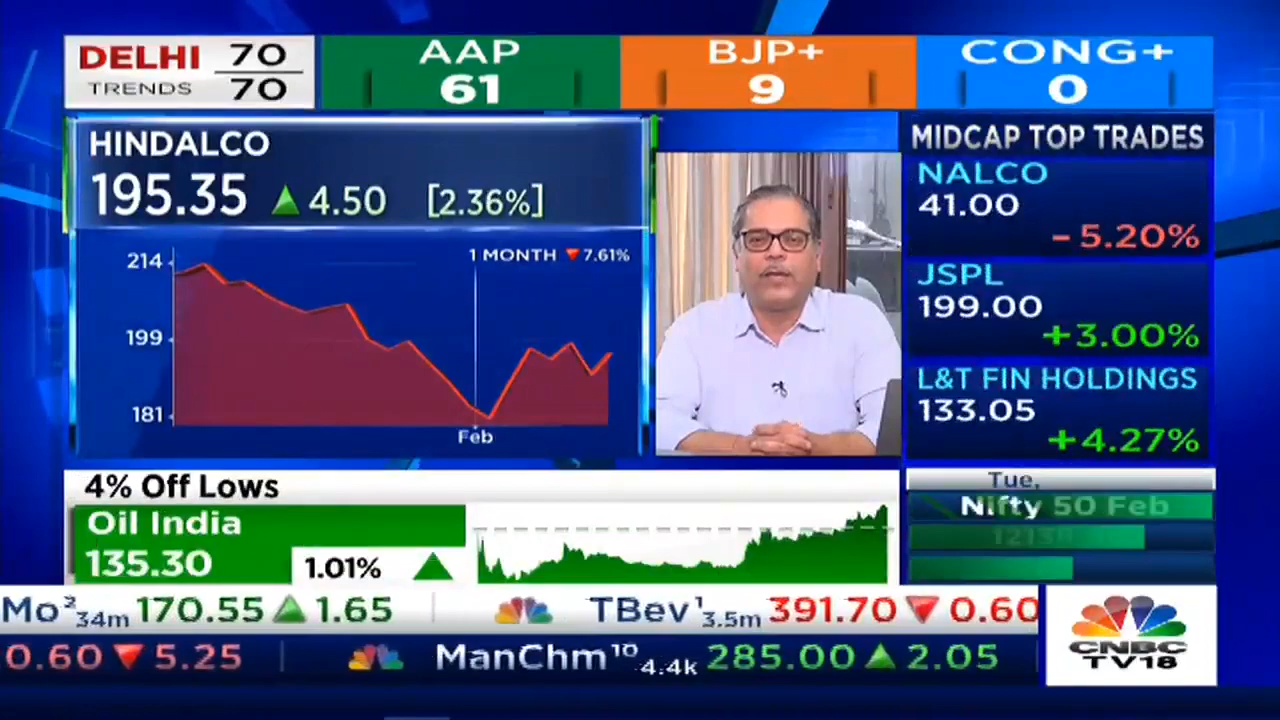 DELHI 70
TRENDS 70
AAP
61
BJP+
9
CONG+
0
HINDALCO
195.35 ▲ 4.50 [2.36%]
1 MONTH ▼ 7.61%
214
199
181
Feb
MIDCAP TOP TRADES
NALCO
41.00
- 5.20%
JSPL
199.00
+3.00%
L&T FIN HOLDINGS
133.05
+4.27%
4% Off Lows
Oil India
135.30
1.01% ▲
Tue,
Nifty 50 Feb
Mo² 34m 170.55 ▲ 1.65 TBev¹ 3.5m 391.70 ▼ 0.60
0.60 ▼ 5.25 ManChm¹⁰ 4.4k 285.00 ▲ 2.05
CNBC
TV18